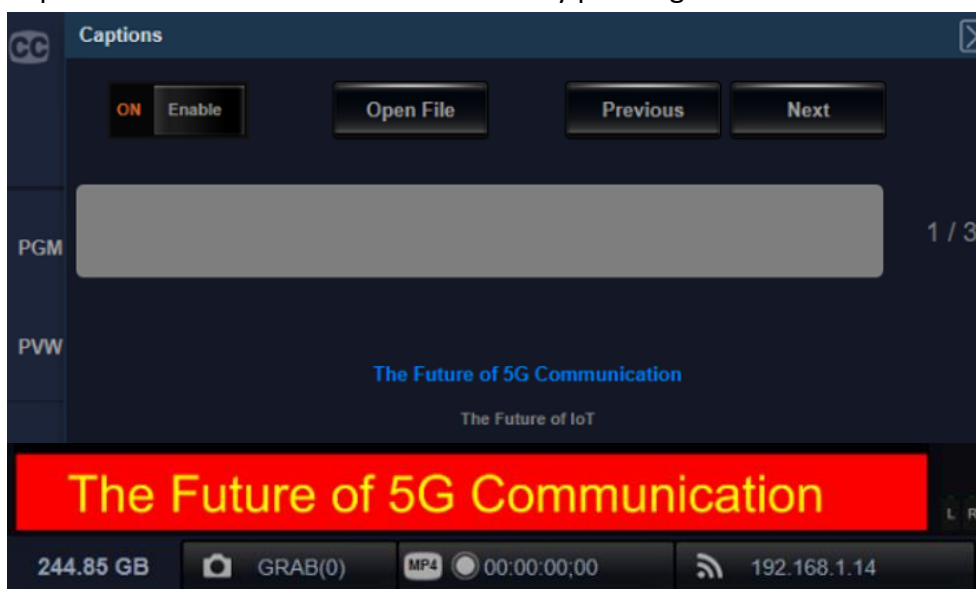 CC Captions
ON Enable Open File Previous Next
1 / 3
PGM
PVW
The Future of 5G Communication
The Future of IoT
The Future of 5G Communication
L R
244.85 GB GRAB(0) MP4 00:00:00;00 192.168.1.14